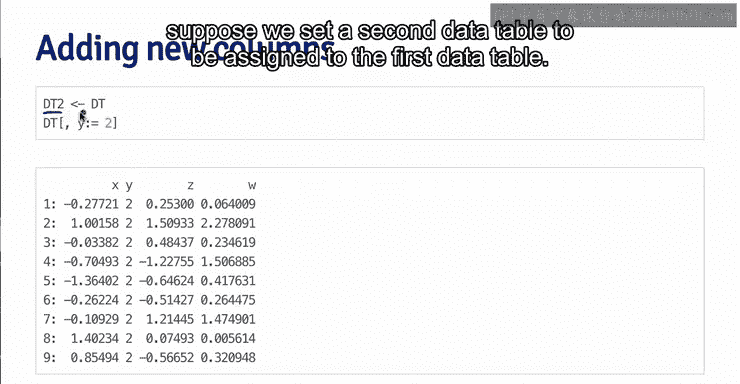 suppose we set a second data table to
Adding new columns
be assigned to the first data table.
DT2 <- DT
DT[, y:= 2]
x y z w
1: -0.27721 2 0.25300 0.064009
2: 1.00158 2 1.50933 2.278091
3: -0.03382 2 0.48437 0.234619
4: -0.70493 2 -1.22755 1.506885
5: -1.36402 2 -0.64624 0.417631
6: -0.26224 2 -0.51427 0.264475
7: -0.10929 2 1.21445 1.474901
8: 1.40234 2 0.07493 0.005614
9: 0.85494 2 -0.56652 0.320948